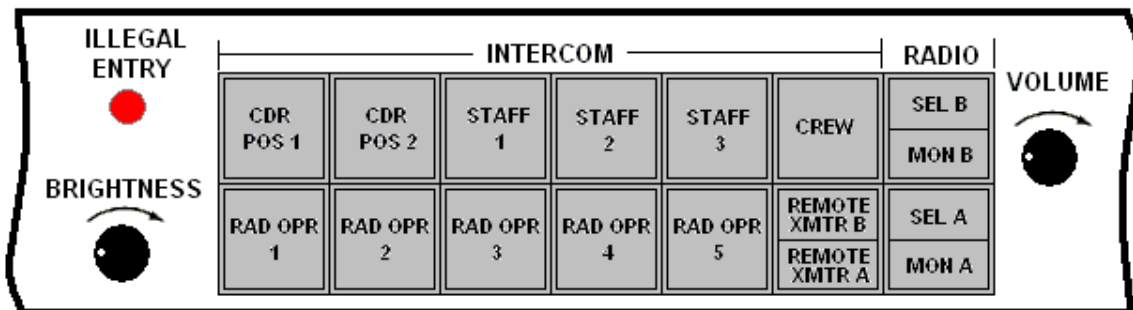 ILLEGAL
ENTRY
INTERCOM
RADIO
VOLUME
CDR
POS 1
CDR
POS 2
STAFF
1
STAFF
2
STAFF
3
CREW
SEL B
MON B
BRIGHTNESS
RAD OPR
1
RAD OPR
2
RAD OPR
3
RAD OPR
4
RAD OPR
5
REMOTE
XMTR B
REMOTE
XMTR A
SEL A
MON A